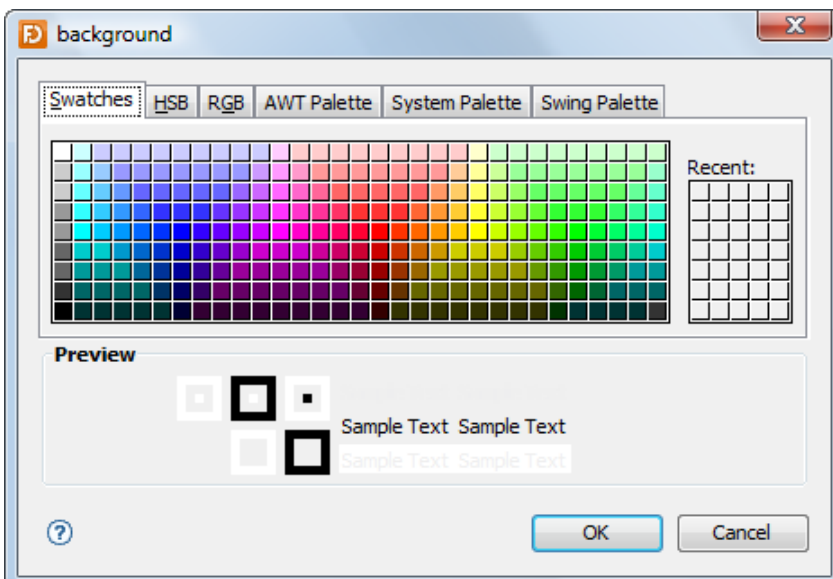 background
Swatches HSB RGB AWT Palette System Palette Swing Palette
Recent:
Preview
Sample Text Sample Text
Sample Text Sample Text
Sample Text Sample Text
OK Cancel